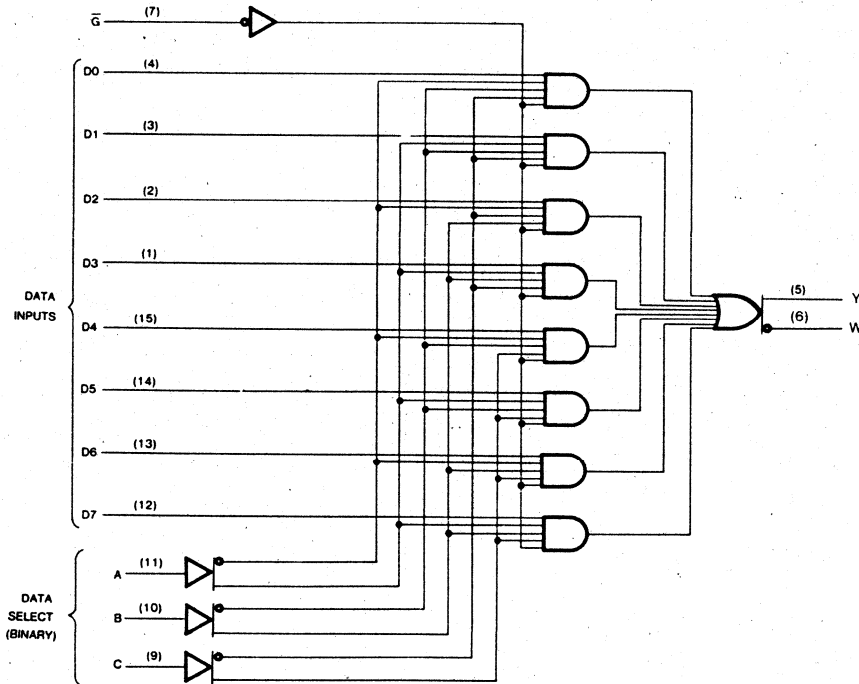 G̅ (7)
D0 (4)
D1 (3)
D2 (2)
D3 (1)
DATA
INPUTS
D4 (15)
D5 (14)
D6 (13)
D7 (12)
(5) Y
(6) W
DATA
SELECT
(BINARY)
A (11)
B (10)
C (9)